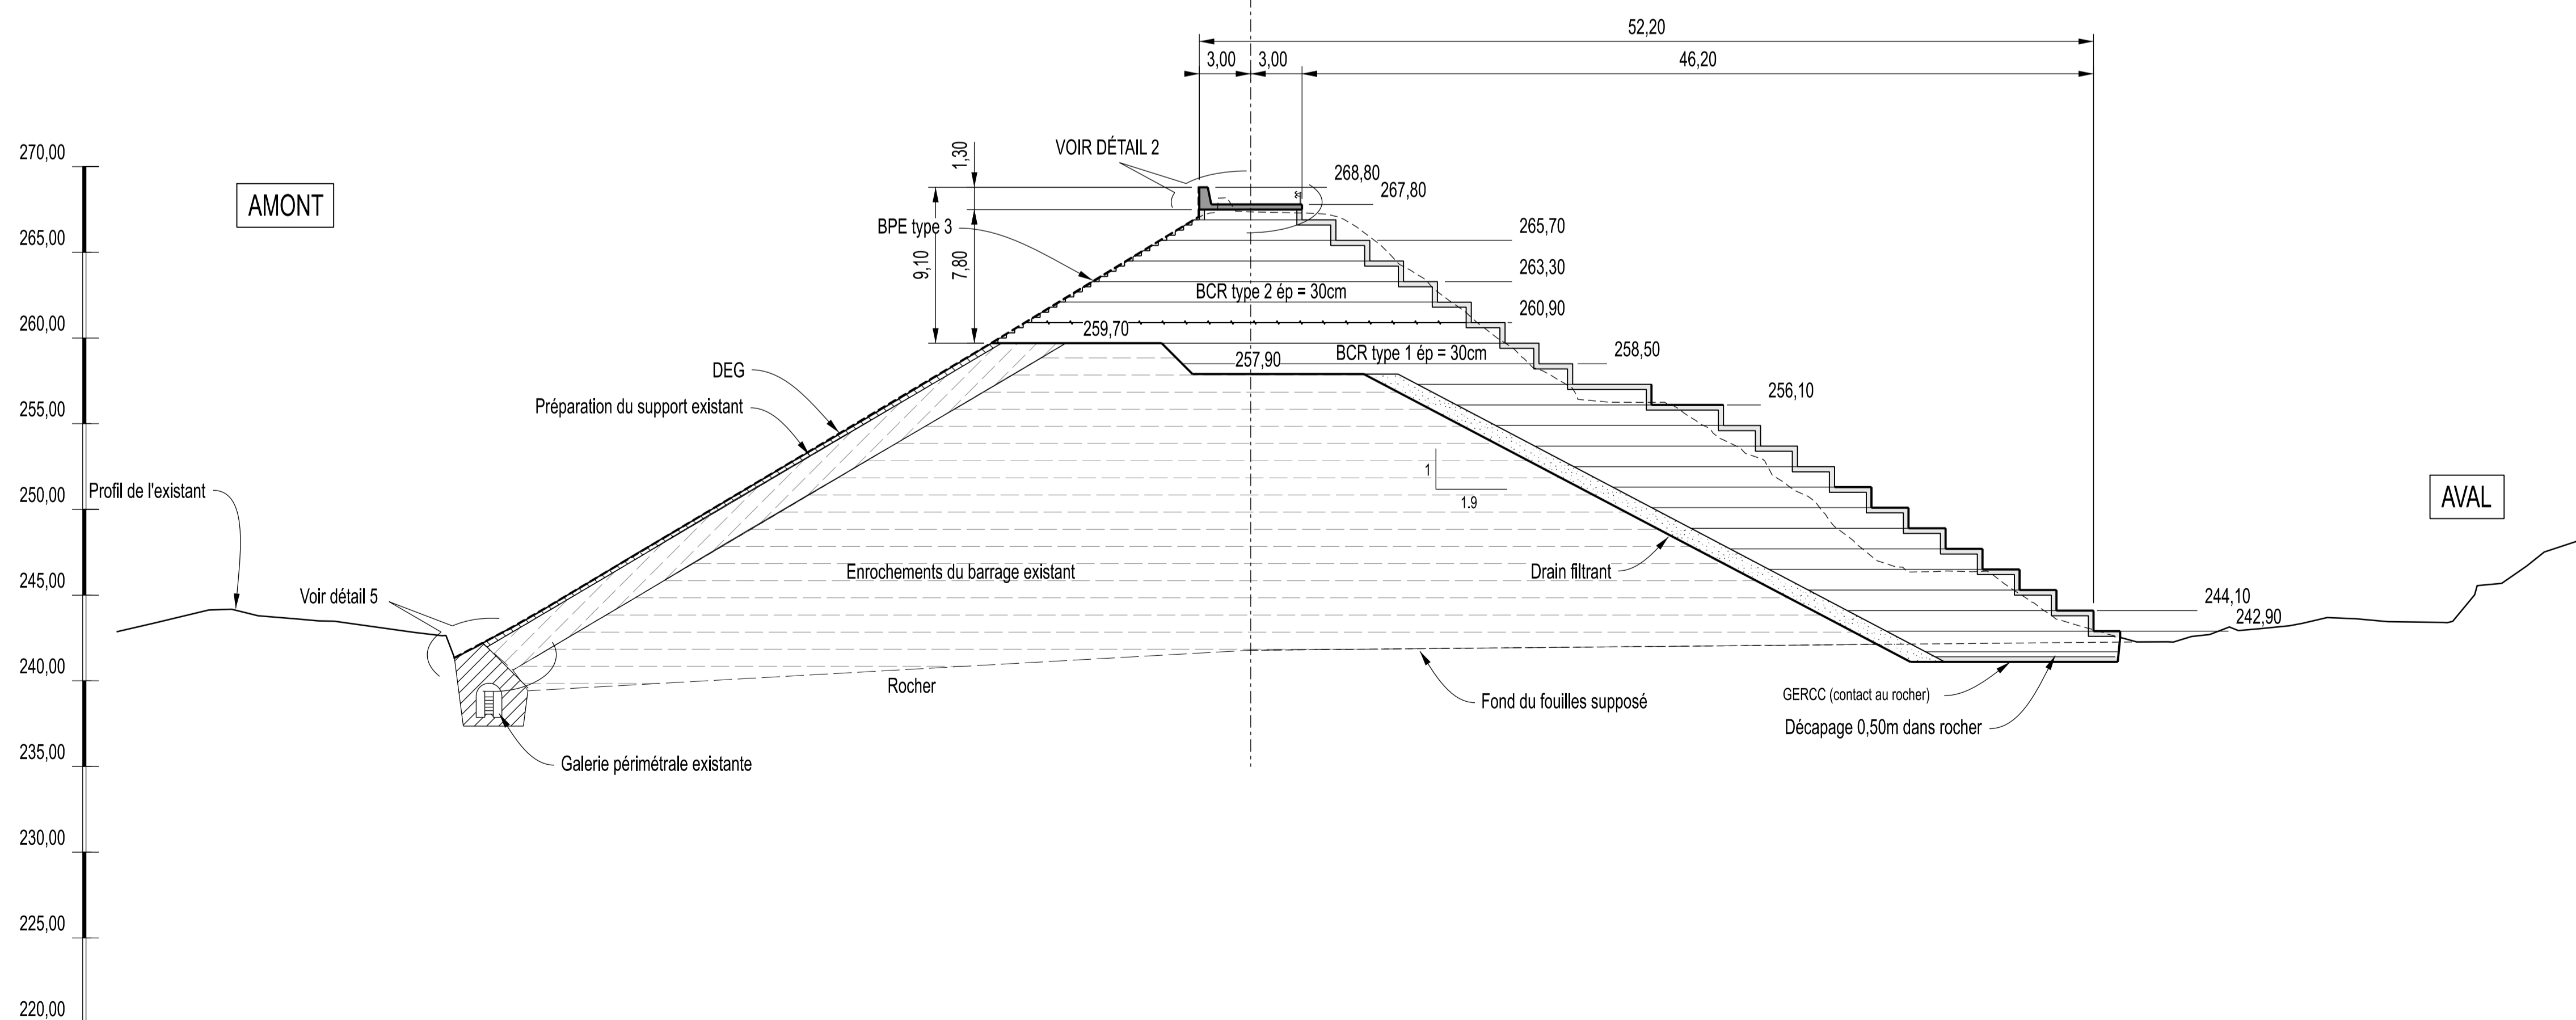 52,20
3,00
3,00
46,20
270,00
1,30
VOIR DÉTAIL 2
268,80
267,80
AMONT
BPE type 3
265,00
265,70
9,10
7,80
263,30
BCR type 2 ép = 30cm
260,90
260,00
259,70
258,50
BCR type 1 ép = 30cm
257,90
DEG
256,10
Préparation du support existant
255,00
1
1.9
250,00
Profil de l'existant
AVAL
Enrochements du barrage existant
Drain filtrant
245,00
Voir détail 5
244,10
242,90
240,00
Rocher
Fond du fouilles supposé
GERCC (contact au rocher)
Décapage 0,50m dans rocher
235,00
Galerie périmétrale existante
230,00
225,00
220,00